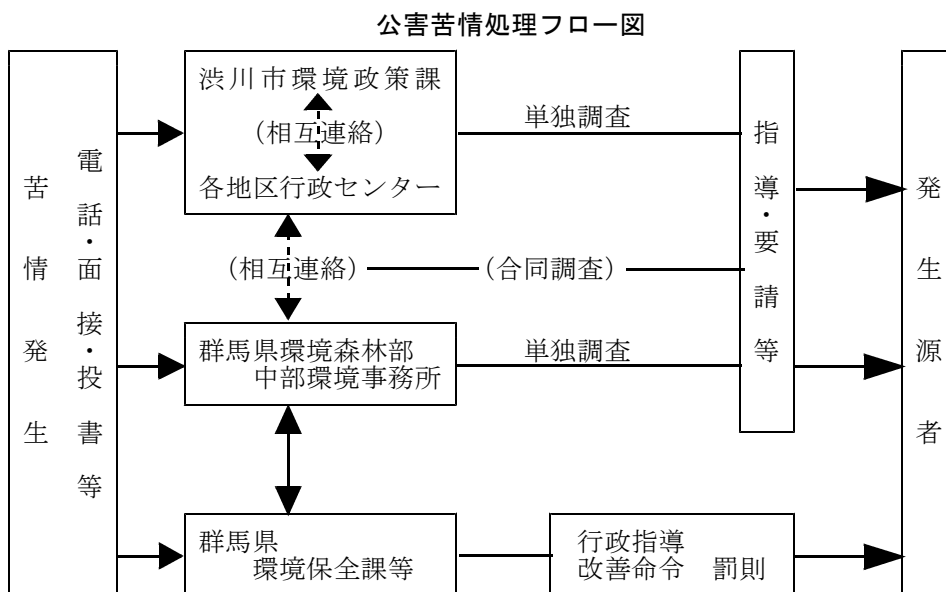 公害苦情処理フロー図
苦情発生
電話・面接・投書等
渋川市環境政策課
(相互連絡)
各地区行政センター
単独調査
(相互連絡)
(合同調査)
群馬県環境森林部
中部環境事務所
単独調査
群馬県
環境保全課等
行政指導
改善命令 罰則
指導・要請等
発生源者